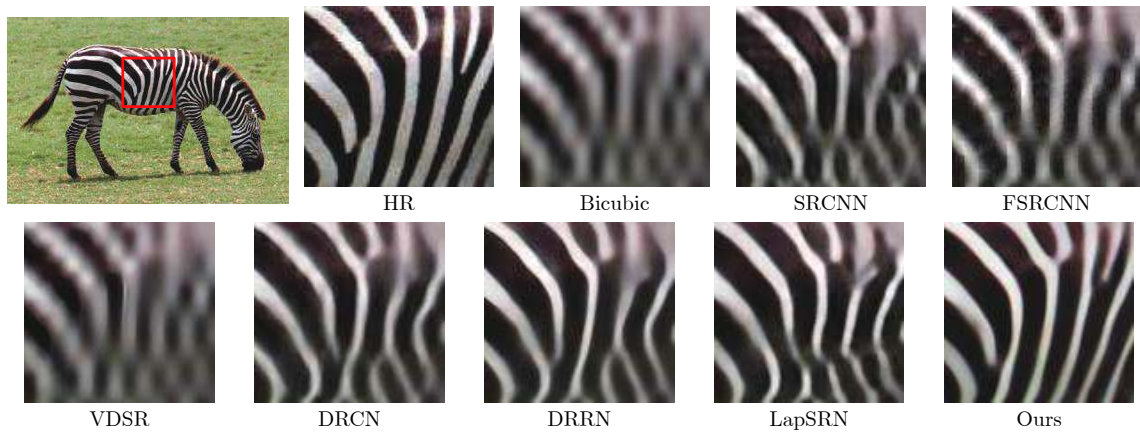 HR
Bicubic
SRCNN
FSRCNN
VDSR
DRCN
DRRN
LapSRN
Ours